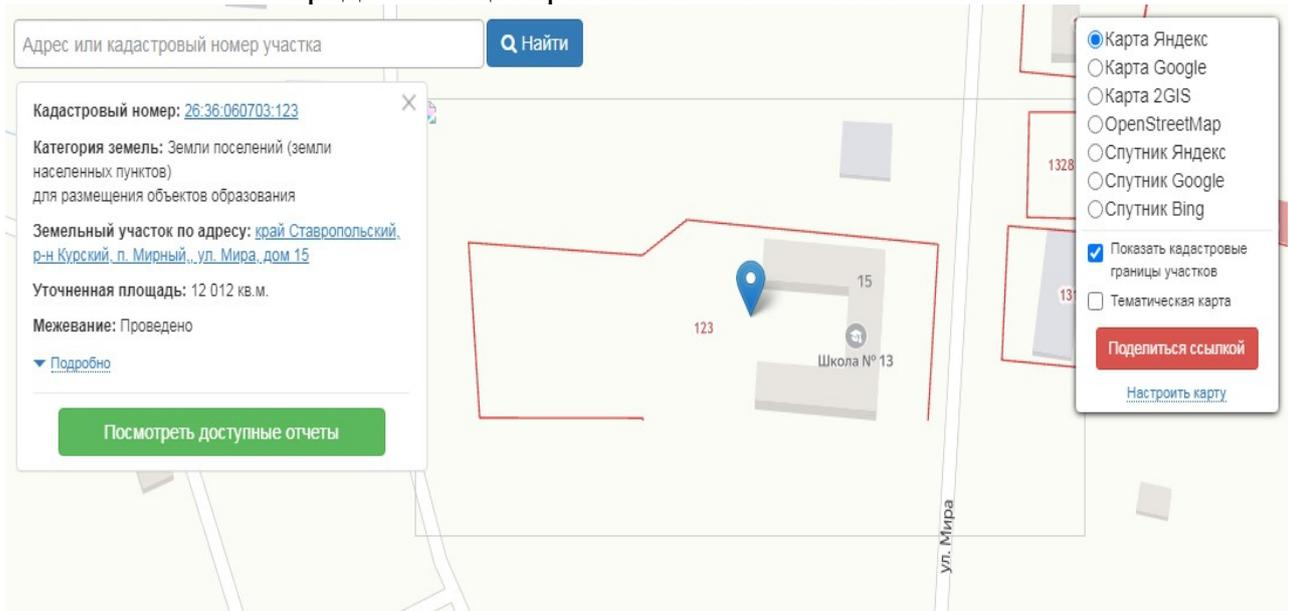 Адрес или кадастровый номер участка
Найти
Кадастровый номер: 26:36:060703:123
Категория земель: Земли поселений (земли
населенных пунктов)
для размещения объектов образования
Земельный участок по адресу: край Ставропольский,
р-н Курский, п. Мирный,, ул. Мира, дом 15
Уточненная площадь: 12 012 кв.м.
Межевание: Проведено
Подробно
Посмотреть доступные отчеты
123
15
Школа № 13
ул. Мира
1328
131
Карта Яндекс
Карта Google
Карта 2GIS
OpenStreetMap
Спутник Яндекс
Спутник Google
Спутник Bing
Показать кадастровые
границы участков
Тематическая карта
Поделиться ссылкой
Настроить карту